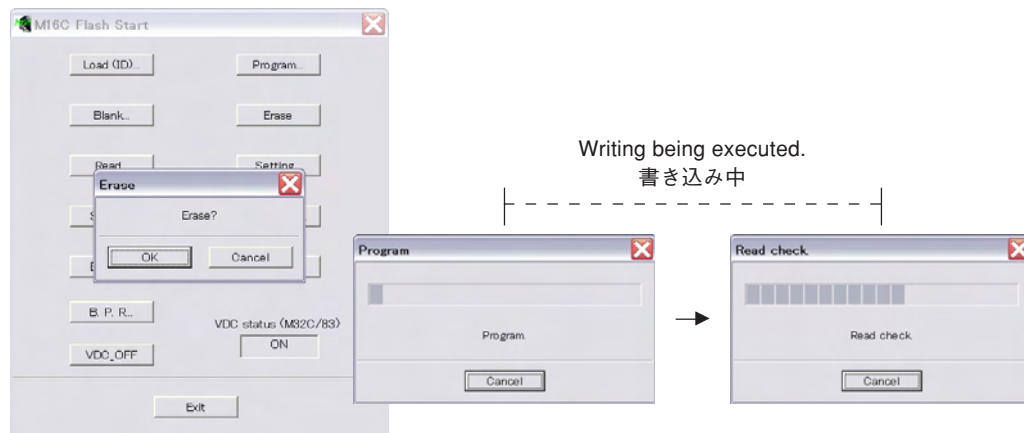 M16C Flash Start
Load (ID)...
Program...
Blank...
Erase
Read
Setting
Erase
Erase?
OK
Cancel
B. P. R...
VDC status (M32C/83)
VDC_OFF
ON
Exit
Writing being executed.
書き込み中
Program
Program.
Cancel
Read check.
Read check.
Cancel